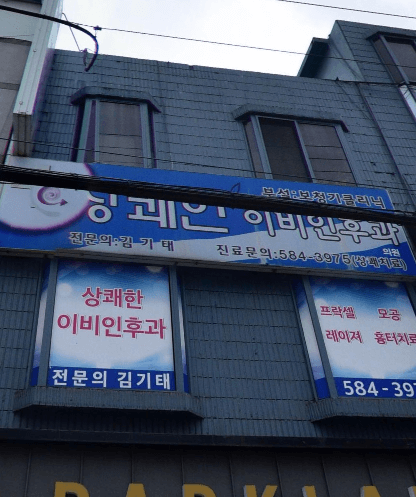 부설:보청기클리닉
상쾌한 이비인후과 의원
전문의:김기태 진료문의:584-3975(상쾌치료)
상쾌한
이비인후과
전문의 김기태
프락셀 모공
레이저 흉터치료
584-397
PARKLAN